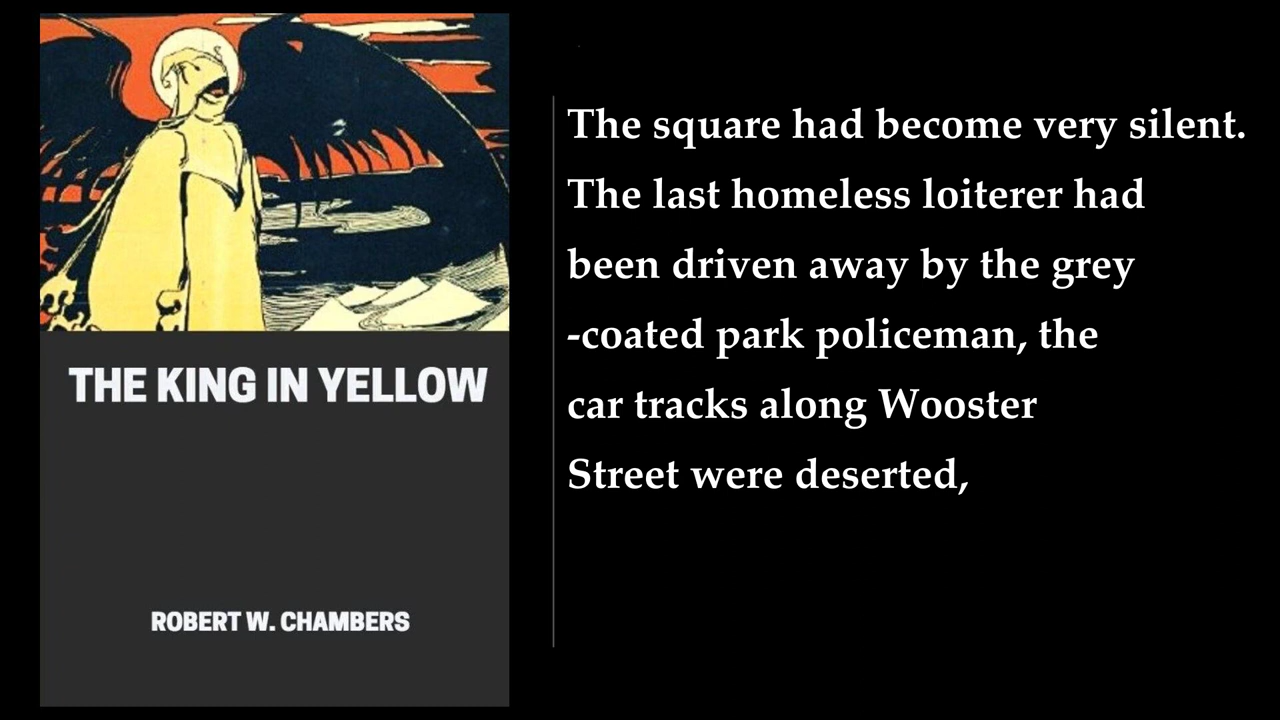 THE KING IN YELLOW
ROBERT W. CHAMBERS
The square had become very silent.
The last homeless loiterer had
been driven away by the grey
-coated park policeman, the
car tracks along Wooster
Street were deserted,